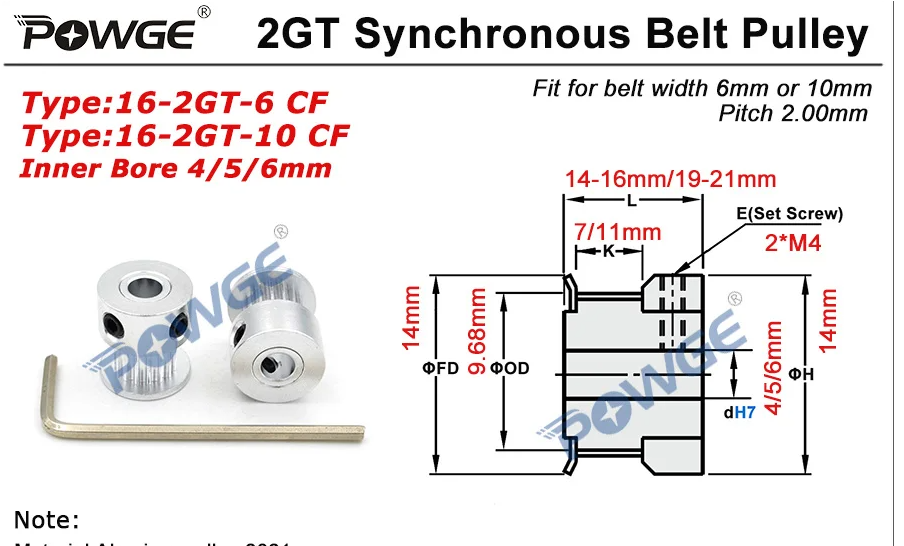 POWGE®
2GT Synchronous Belt Pulley
Fit for belt width 6mm or 10mm
Pitch 2.00mm
Type:16-2GT-6 CF
Type:16-2GT-10 CF
Inner Bore 4/5/6mm
14-16mm/19-21mm
L
E(Set Screw)
2*M4
7/11mm
K
14mm
ΦFD
9.68mm
ΦOD
dH7
4/5/6mm
ΦH
14mm
POWGE®
POWGE®
Note: